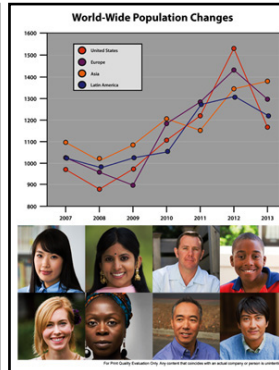 World-Wide Population Changes
1600
1500
1400
1300
1200
1100
1000
900
800
United States
Europe
Asia
Latin America
2007 2008 2009 2010 2011 2012 2013
For Print Quality Evaluation Only. Any content that coincides with an actual company or person is